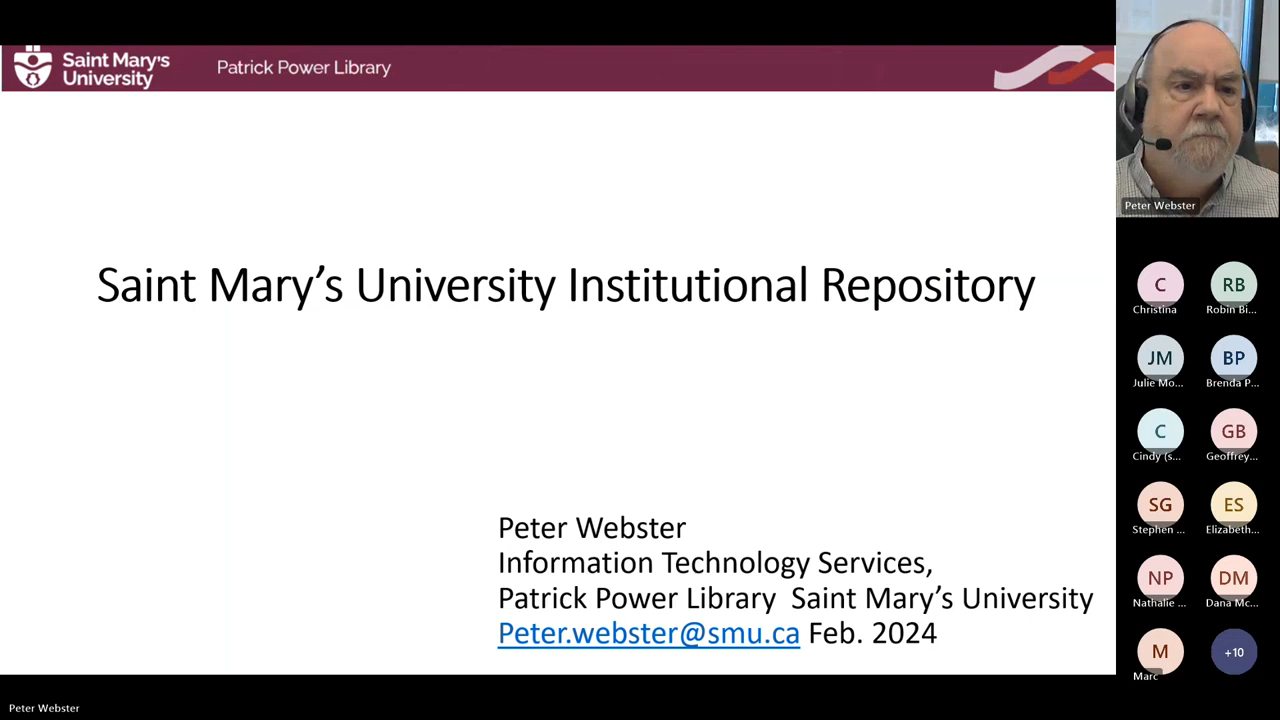 Saint Mary's
University
Patrick Power Library
Saint Mary's University Institutional Repository
Peter Webster
Information Technology Services,
Patrick Power Library Saint Mary's University
Peter.webster@smu.ca Feb. 2024
Peter Webster
C
Christina
RB
Robin Bi...
JM
Julie Mo...
BP
Brenda P...
C
Cindy (s...
GB
Geoffrey...
SG
Stephen ...
ES
Elizabeth...
NP
Nathalie ...
DM
Dana Mc...
M
Marc
+10
Peter Webster